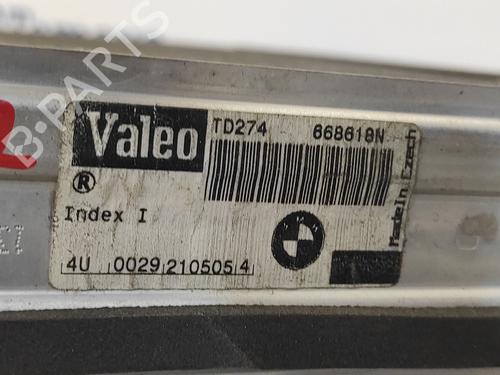 B-PARTS
Valeo
TD274 668618N
®
Index I
Made In Czech
4U 0029 210505 4